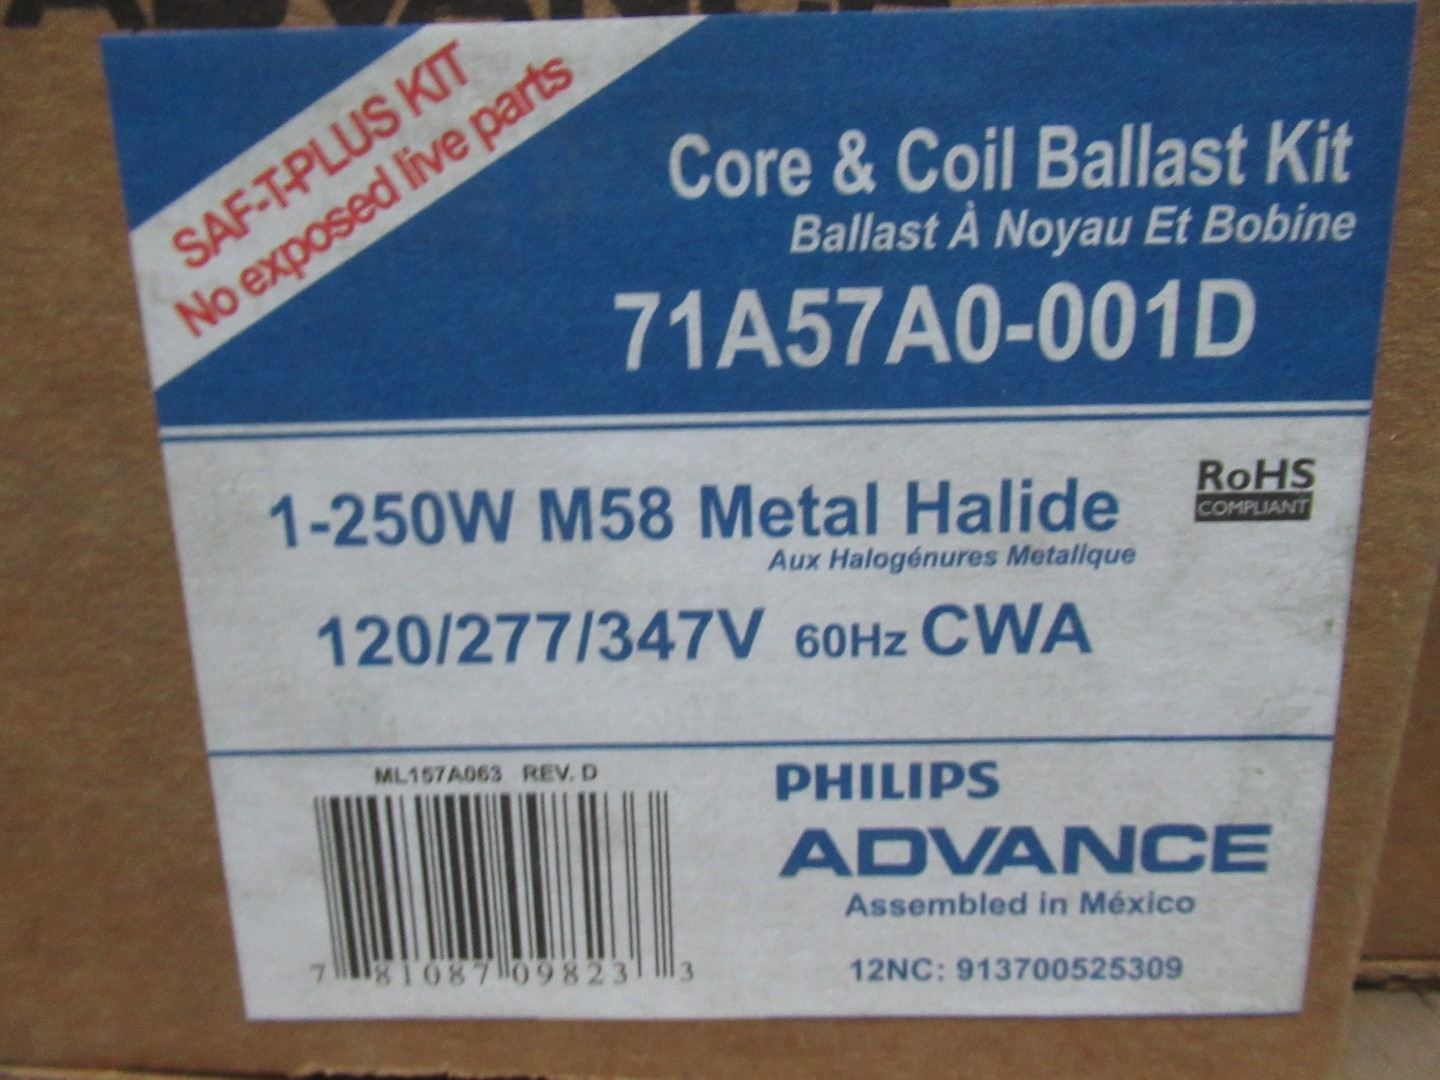 ADVANCE
SAF-T-PLUS KIT
No exposed live parts
Core & Coil Ballast Kit
Ballast À Noyau Et Bobine
71A57A0-001D
1-250W M58 Metal Halide
Aux Halogénures Metalique
RoHS
COMPLIANT
120/277/347V 60Hz CWA
ML157A063 REV. D
7 81087 09823 3
PHILIPS
ADVANCE
Assembled in México
12NC: 913700525309